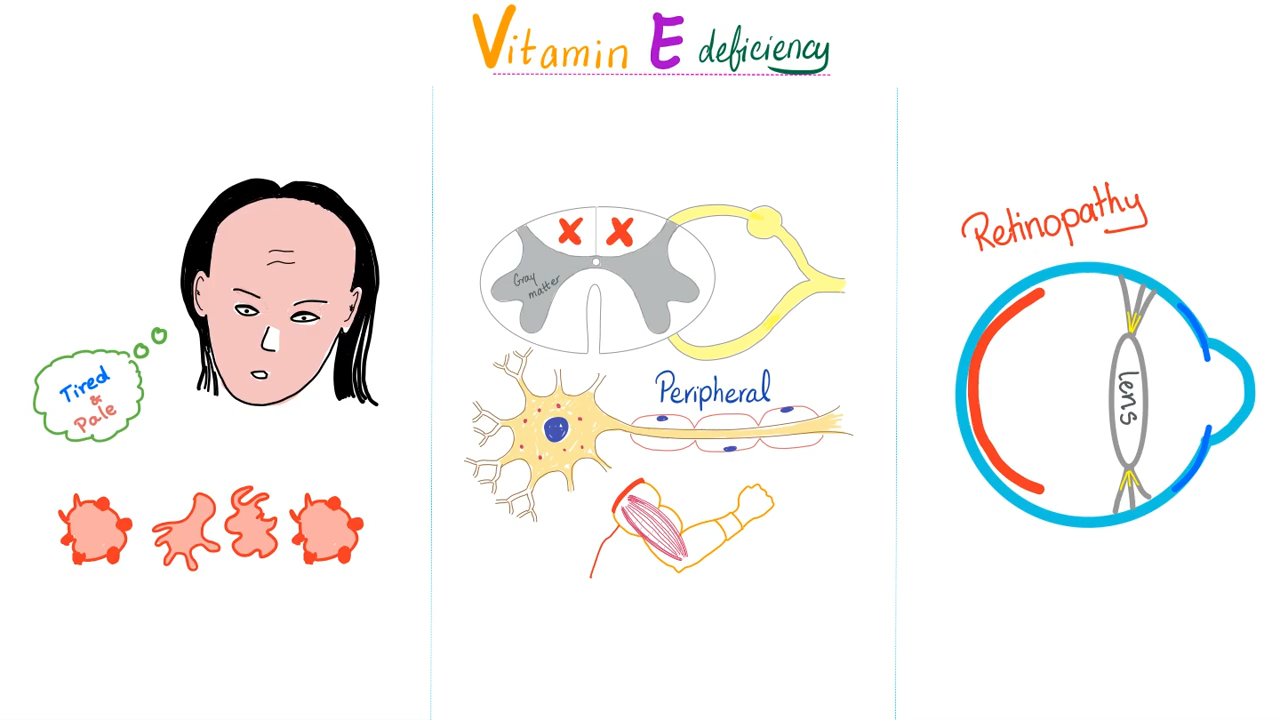 Vitamin E deficiency
Tired
&
Pale
Gray
matter
Peripheral
Retinopathy
lens